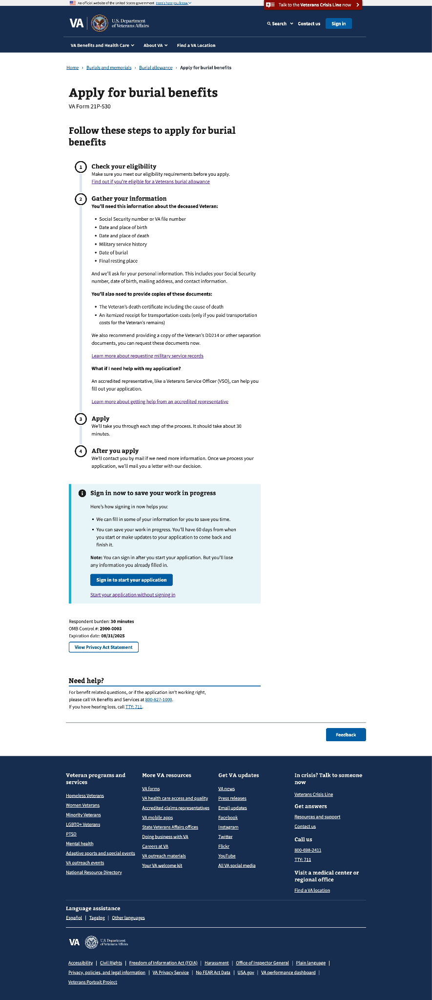 An official website of the United States government Here's how you know
Talk to the Veterans Crisis Line now
VA
U.S. Department
of Veterans Affairs
Search
Contact us
Sign in
VA Benefits and Health Care
About VA
Find a VA Location
Home › Burials and memorials › Burial allowance › Apply for burial benefits
Apply for burial benefits
VA Form 21P-530
Follow these steps to apply for burial
benefits
1
Check your eligibility
Make sure you meet our eligibility requirements before you apply.
Find out if you're eligible for a Veterans burial allowance
2
Gather your information
You'll need this information about the deceased Veteran:
• Social Security number or VA file number
• Date and place of birth
• Date and place of death
• Military service history
• Date of burial
• Final resting place
And we'll ask for your personal information. This includes your Social Security
number, date of birth, mailing address, and contact information.
You'll also need to provide copies of these documents:
• The Veteran's death certificate including the cause of death
• An itemized receipt for transportation costs (only if you paid transportation
costs for the Veteran's remains)
We also recommend providing a copy of the Veteran's DD214 or other separation
documents, you can request these documents now.
Learn more about requesting military service records
What if I need help with my application?
An accredited representative, like a Veterans Service Officer (VSO), can help you
fill out your application.
Learn more about getting help from an accredited representative
3
Apply
We'll take you through each step of the process. It should take about 30
minutes.
4
After you apply
We'll contact you by mail if we need more information. Once we process your
application, we'll mail you a letter with our decision.
Sign in now to save your work in progress
Here's how signing in now helps you:
▪ We can fill in some of your information for you to save you time.
▪ You can save your work in progress. You'll have 60 days from when
you start or make updates to your application to come back and
finish it.
Note: You can sign in after you start your application. But you'll lose
any information you already filled in.
Sign in to start your application
Start your application without signing in
Respondent burden: 30 minutes
OMB Control #: 2900-0003
Expiration date: 08/31/2025
View Privacy Act Statement
Need help?
For benefit related questions, or if the application isn't working right,
please call VA Benefits and Services at 800-827-1000.
If you have hearing loss, call TTY: 711.
Feedback
Veteran programs and
services
Homeless Veterans
Women Veterans
Minority Veterans
LGBTQ+ Veterans
PTSD
Mental health
Adaptive sports and special events
VA outreach events
National Resource Directory
More VA resources
VA forms
VA health care access and quality
Accredited claims representatives
VA mobile apps
State Veterans Affairs offices
Doing business with VA
Careers at VA
VA outreach materials
Your VA welcome kit
Get VA updates
VA news
Press releases
Email updates
Facebook
Instagram
Twitter
Flickr
YouTube
All VA social media
In crisis? Talk to someone
now
Veterans Crisis Line
Get answers
Resources and support
Contact us
Call us
800-698-2411
TTY: 711
Visit a medical center or
regional office
Find a VA location
Language assistance
Español | Tagalog | Other languages
VA
U.S. Department
of Veterans Affairs
Accessibility | Civil Rights | Freedom of Information Act (FOIA) | Harassment | Office of Inspector General | Plain language |
Privacy, policies, and legal information | VA Privacy Service | No FEAR Act Data | USA.gov | VA performance dashboard |
Veterans Portrait Project